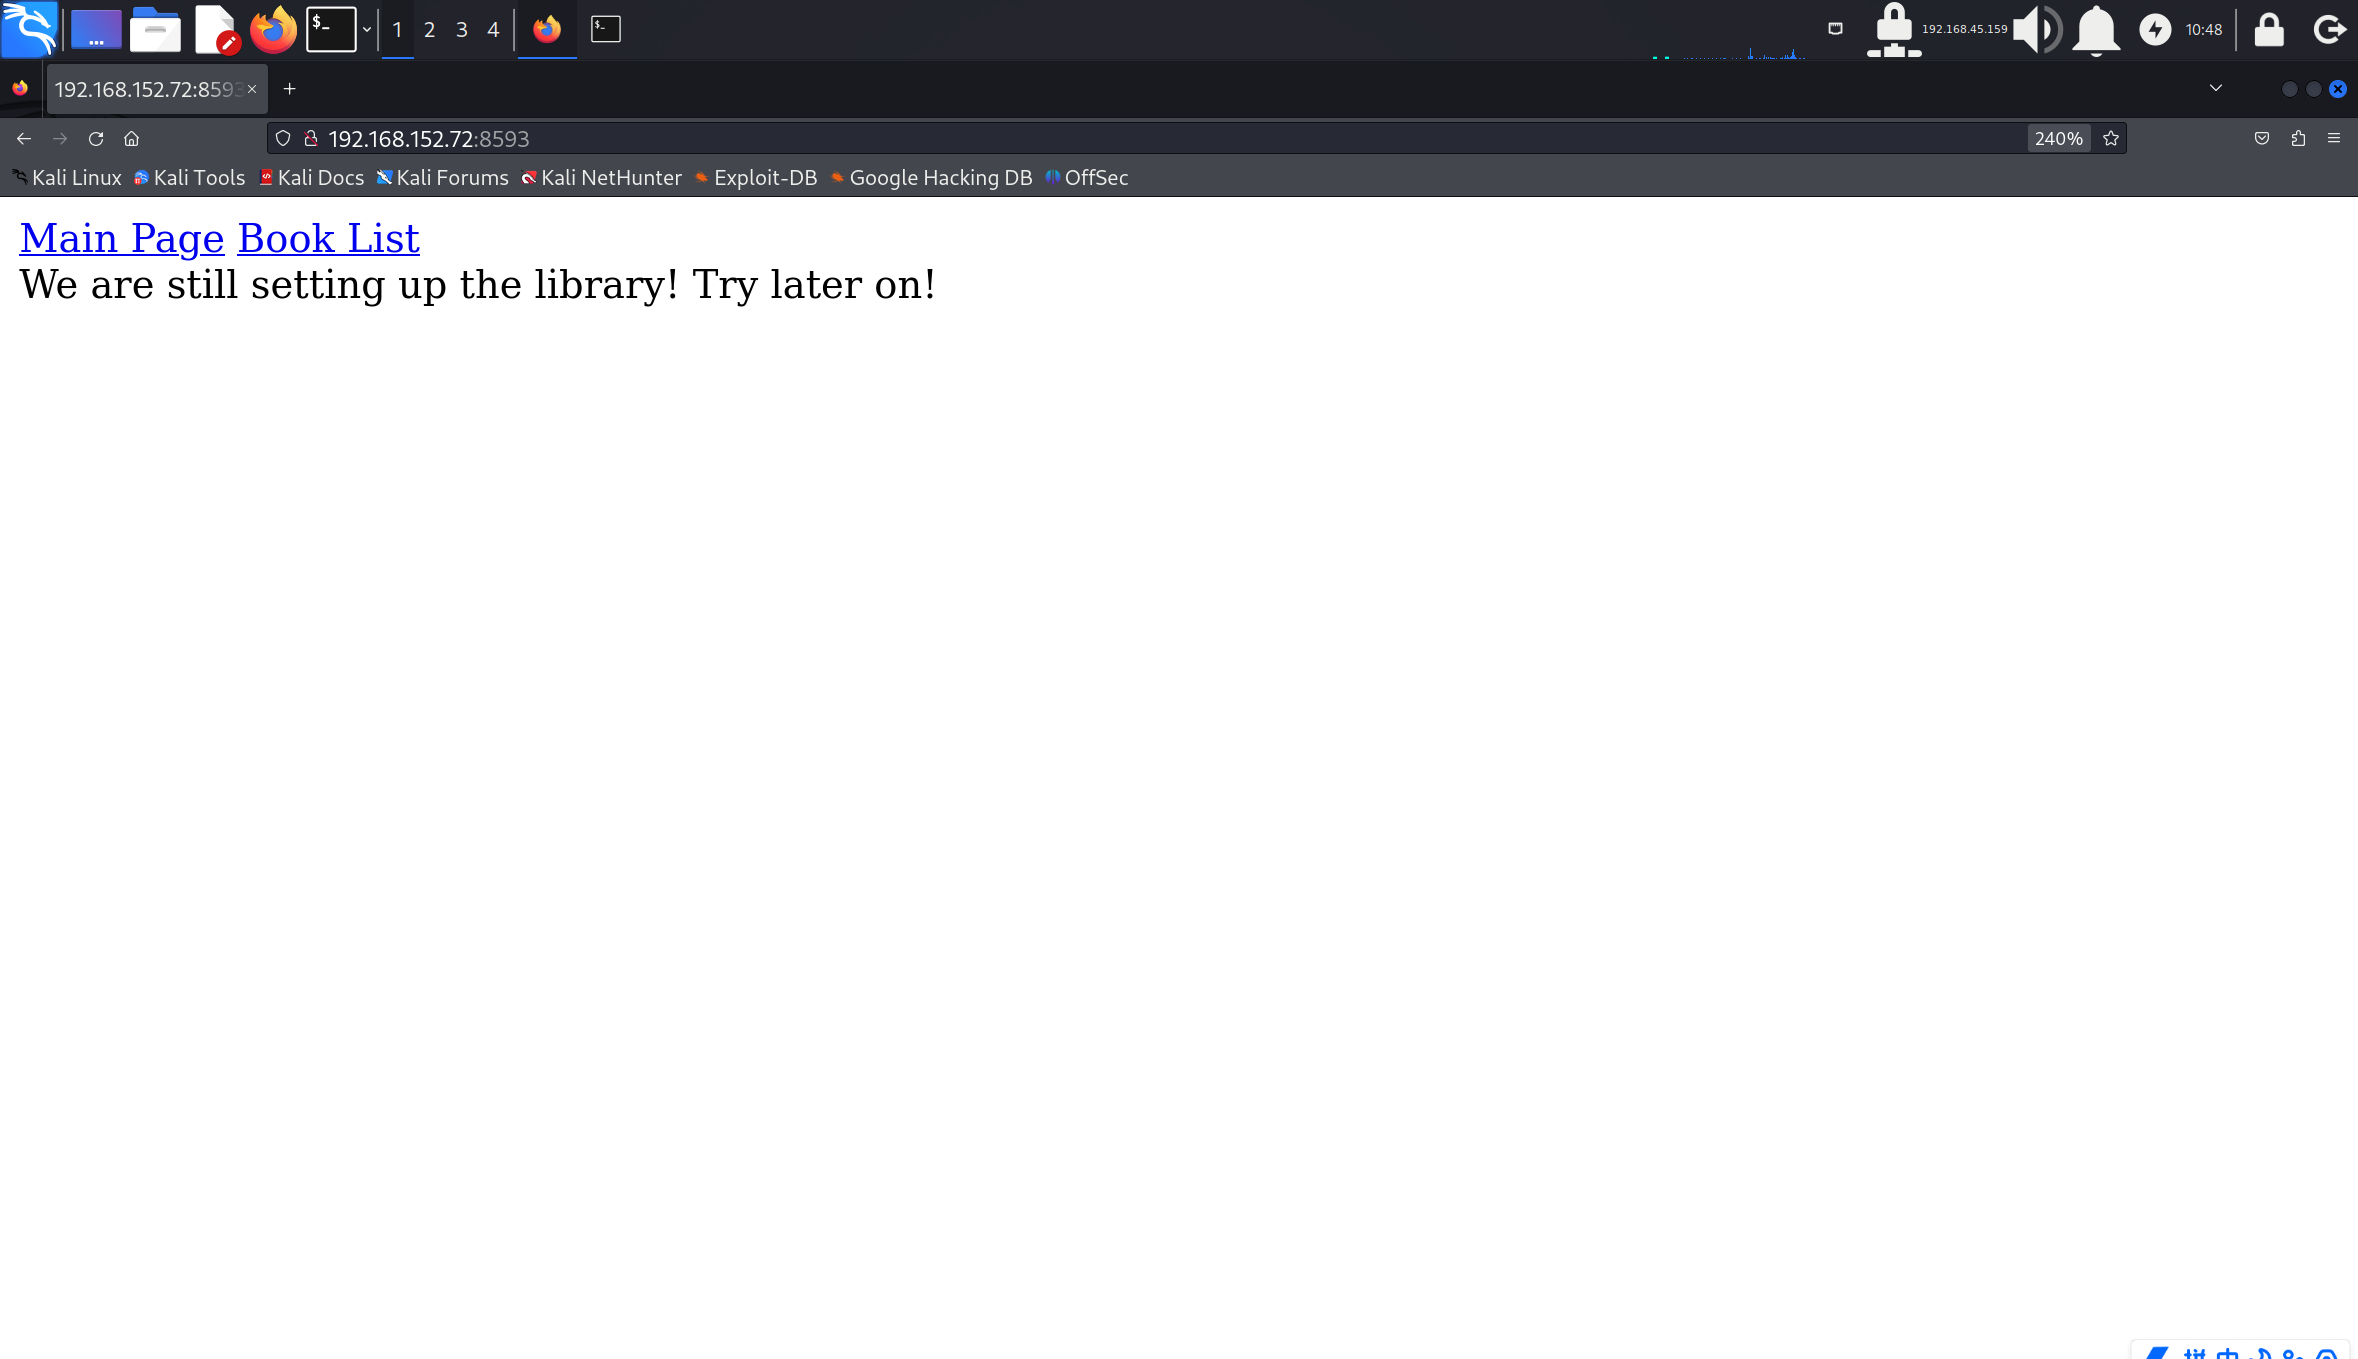 $- 1 2 3 4 $- 192.168.45.159 10:48
192.168.152.72:8593
192.168.152.72:8593 240%
Kali Linux Kali Tools Kali Docs Kali Forums Kali NetHunter Exploit-DB Google Hacking DB OffSec
Main Page Book List
We are still setting up the library! Try later on!